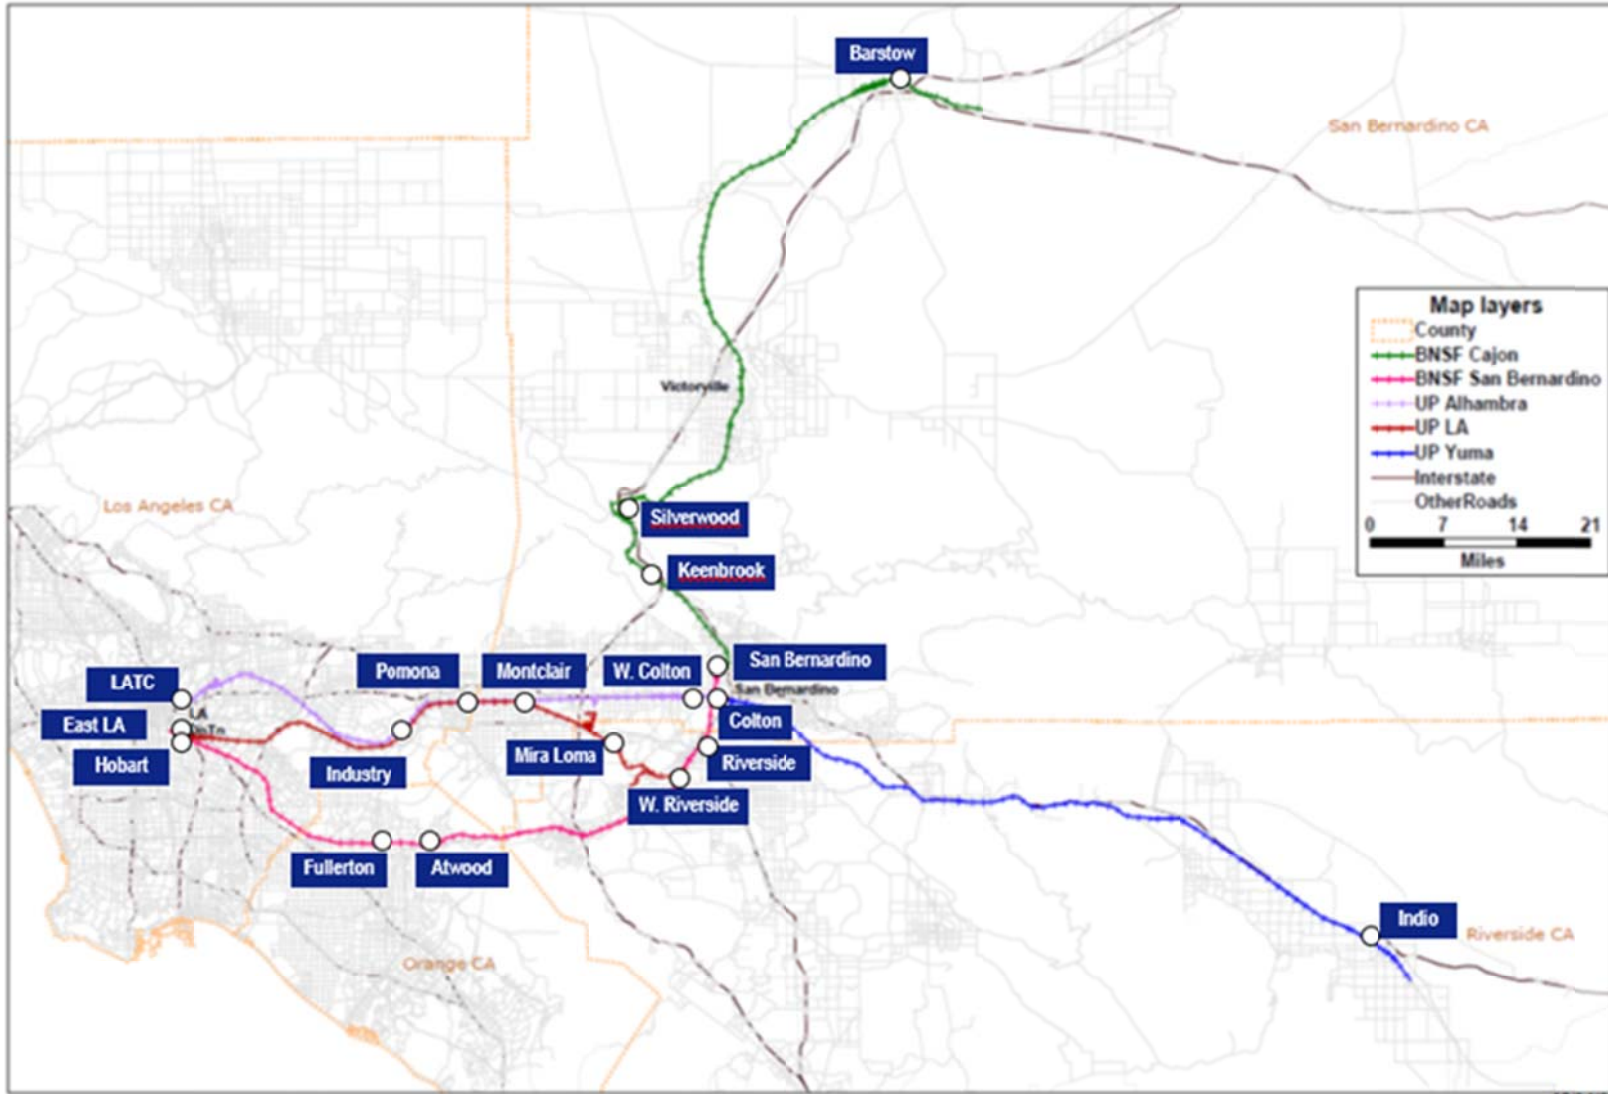 Barstow
San Bernardino CA
Map layers
County
BNSF Cajon
BNSF San Bernardino
UP Alhambra
UP LA
UP Yuma
Interstate
OtherRoads
0 7 14 21
Miles
Victorville
Los Angeles CA
Silverwood
Keenbrook
LATC
Pomona
Montclair
W. Colton
San Bernardino
San Bernardino
East LA
LA
Colton
Hobart
Industry
Mira Loma
Riverside
W. Riverside
Fullerton
Atwood
Indio
Riverside CA
Orange CA